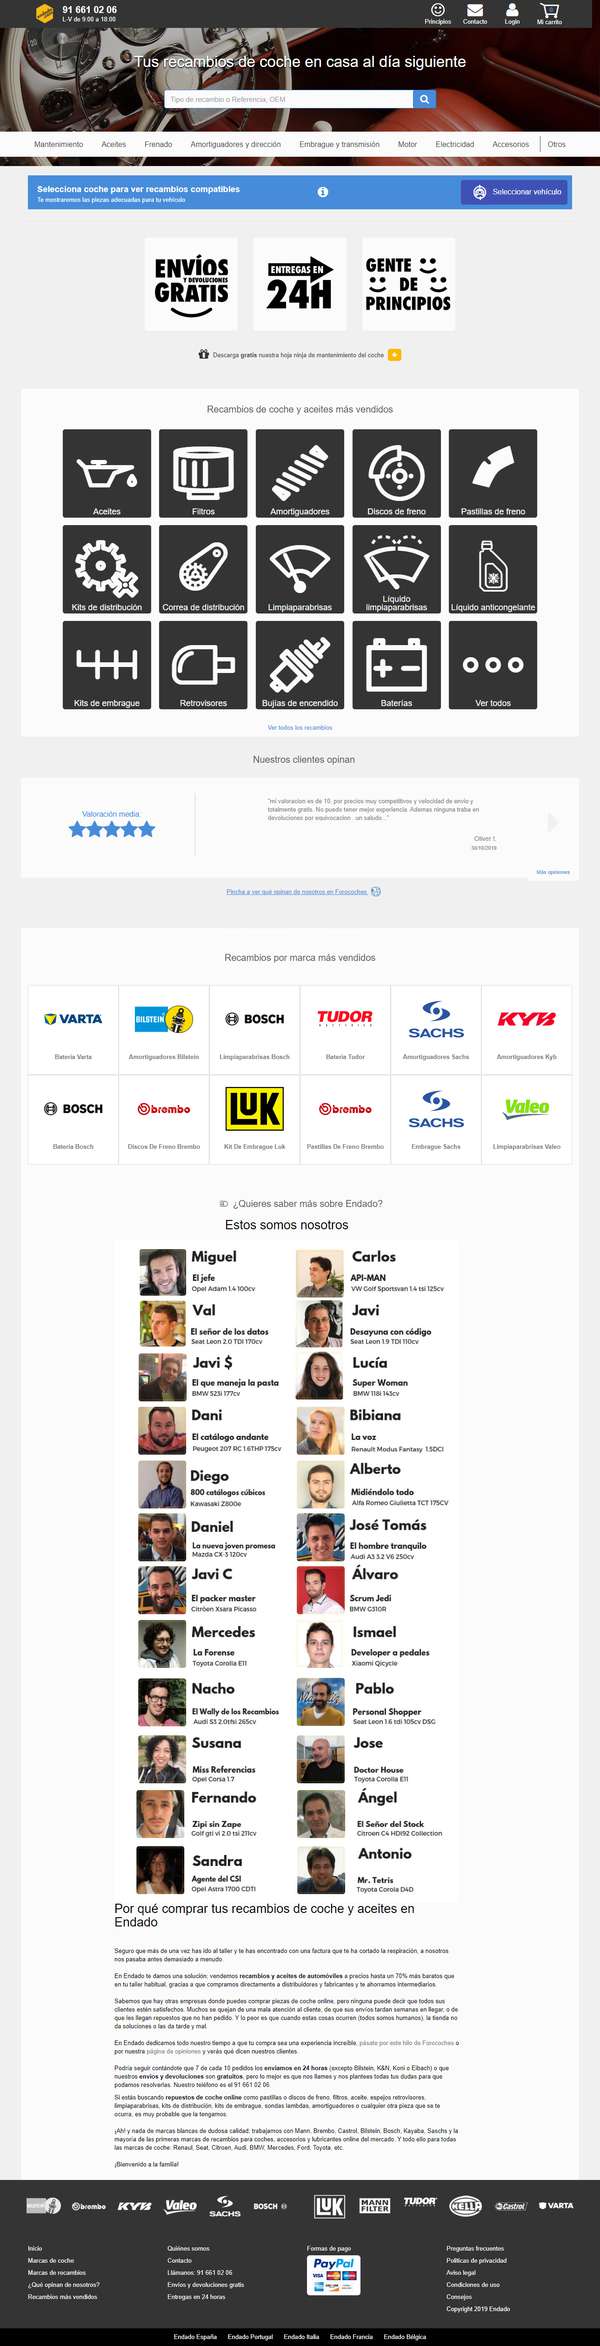 91 661 02 06
L-V de 9:00 a 18:00
Principios
Contacto
Login
Mi carrito
Tus recambios de coche en casa al día siguiente
Tipo de recambio o Referencia, OEM
Mantenimiento Aceites Frenado Amortiguadores y dirección Embrague y transmisión Motor Electricidad Accesorios Otros
Selecciona coche para ver recambios compatibles
Te mostraremos las piezas adecuadas para tu vehículo
Seleccionar vehículo
ENVÍOS
Y DEVOLUCIONES
GRATIS
ENTREGAS EN
24H
GENTE
DE
PRINCIPIOS
Descarga gratis nuestra hoja ninja de mantenimiento del coche
Recambios de coche y aceites más vendidos
Aceites
Filtros
Amortiguadores
Discos de freno
Pastillas de freno
Kits de distribución
Correa de distribución
Limpiaparabrisas
Líquido
limpiaparabrisas
Líquido anticongelante
Kits de embrague
Retrovisores
Bujías de encendido
Baterías
Ver todos
Ver todos los recambios
Nuestros clientes opinan
Valoración media:
"mi valoracion es de 10, por precios muy competitivos y velocidad de envio y
totalmente gratis. No puedo tener mejor experiencia. Ademas ninguna traba en
devoluciones por equivocacion...un saludo..."
Oliver I.
30/10/2019
Más opiniones
Pincha a ver qué opinan de nosotros en Forocoches
Recambios por marca más vendidos
VARTA
BILSTEIN
BOSCH
TUDOR
BATTERIES
SACHS
KYB
Batería Varta
Amortiguadores Bilstein
Limpiaparabrisas Bosch
Batería Tudor
Amortiguadores Sachs
Amortiguadores Kyb
BOSCH
brembo
LUK
brembo
SACHS
Valeo
Batería Bosch
Discos De Freno Brembo
Kit De Embrague Luk
Pastillas De Freno Brembo
Embrague Sachs
Limpiaparabrisas Valeo
¿Quieres saber más sobre Endado?
Estos somos nosotros
Miguel
El jefe
Opel Adam 1.4 100cv
Carlos
API-MAN
VW Golf Sportsvan 1.4 tsi 125cv
Val
El señor de los datos
Seat Leon 2.0 TDI 170cv
Javi
Desayuna con código
Seat Leon 1.9 TDI 110cv
Javi $
El que maneja la pasta
BMW 523i 177cv
Lucía
Super Woman
BMW 118i 143cv
Dani
El catálogo andante
Peugeot 207 RC 1.6THP 175cv
Bibiana
La voz
Renault Modus Fantasy 1.5DCI
Diego
800 catálogos cúbicos
Kawasaki Z800e
Alberto
Midiéndolo todo
Alfa Romeo Giulietta TCT 175CV
Daniel
La nueva joven promesa
Mazda CX-3 120cv
José Tomás
El hombre tranquilo
Audi A3 3.2 V6 250cv
Javi C
El packer master
Citröen Xsara Picasso
Álvaro
Scrum Jedi
BMW G310R
Mercedes
La Forense
Toyota Corolla E11
Ismael
Developer a pedales
Xiaomi Qicycle
Nacho
El Wally de los Recambios
Audi S3 2.0tfsi 265cv
Pablo
Personal Shopper
Seat Leon 1.6 tdi 105cv DSG
Susana
Miss Referencias
Opel Corsa 1.7
Jose
Doctor House
Toyota Corolla E11
Fernando
Zipi sin Zape
Golf gti vi 2.0 tsi 211cv
Ángel
El Señor del Stock
Citroen C4 HDI92 Collection
Sandra
Agente del CSI
Opel Astra 1700 CDTI
Antonio
Mr. Tetris
Toyota Corola D4D
Por qué comprar tus recambios de coche y aceites en
Endado
Seguro que más de una vez has ido al taller y te has encontrado con una factura que te ha cortado la respiración, a nosotros
nos pasaba antes demasiado a menudo.
En Endado te damos una solución: vendemos recambios y aceites de automóviles a precios hasta un 70% más baratos que
en tu taller habitual, gracias a que compramos directamente a distribuidores y fabricantes y te ahorramos intermediarios.
Sabemos que hay otras empresas donde puedes comprar piezas de coche online, pero ninguna puede decir que todos sus
clientes estén satisfechos. Muchos se quejan de una mala atención al cliente, de que sus envíos tardan semanas en llegar, o de
que les llegan repuestos que no han pedido. Y lo peor es que cuando estas cosas ocurren (todos somos humanos), la tienda no
da soluciones o las da tarde y mal.
En Endado dedicamos todo nuestro tiempo a que tu compra sea una experiencia increíble, pásate por este hilo de Forocoches o
por nuestra página de opiniones y verás qué dicen nuestros clientes.
Podría seguir contándote que 7 de cada 10 pedidos los enviamos en 24 horas (excepto Bilstein, K&N, Koni o Eibach) o que
nuestros envíos y devoluciones son gratuitos, pero lo mejor es que nos llames y nos plantees todas tus dudas para que
podamos resolverlas. Nuestro teléfono es el 91 661 02 06.
Si estás buscando repuestos de coche online como pastillas o discos de freno, filtros, aceite, espejos retrovisores,
limpiaparabrisas, kits de distribución, kits de embrague, sondas lambdas, amortiguadores o cualquier otra pieza que se te
ocurra, es muy probable que la tengamos.
¡Ah! y nada de marcas blancas de dudosa calidad: trabajamos con Mann, Brembo, Castrol, Bilstein, Bosch, Kayaba, Saschs y la
mayoría de las primeras marcas de recambios para coches, accesorios y lubricantes online del mercado. Y todo ello para todas
las marcas de coche: Renaul, Seat, Citroen, Audi, BMW, Mercedes, Ford, Toyota, etc.
¡Bienvenido a la familia!
BILSTEIN brembo KYB Valeo SACHS BOSCH LUK MANN FILTER TUDOR HELLA Castrol VARTA
Inicio
Marcas de coche
Marcas de recambios
¿Qué opinan de nosotros?
Recambios más vendidos
Quiénes somos
Contacto
Llámanos: 91 661 02 06
Envíos y devoluciones gratis
Entregas en 24 horas
Formas de pago
PayPal
VISA
Preguntas frecuentes
Políticas de privacidad
Aviso legal
Condiciones de uso
Consejos
Copyright 2019 Endado
Endado España Endado Portugal Endado Italia Endado Francia Endado Bélgica